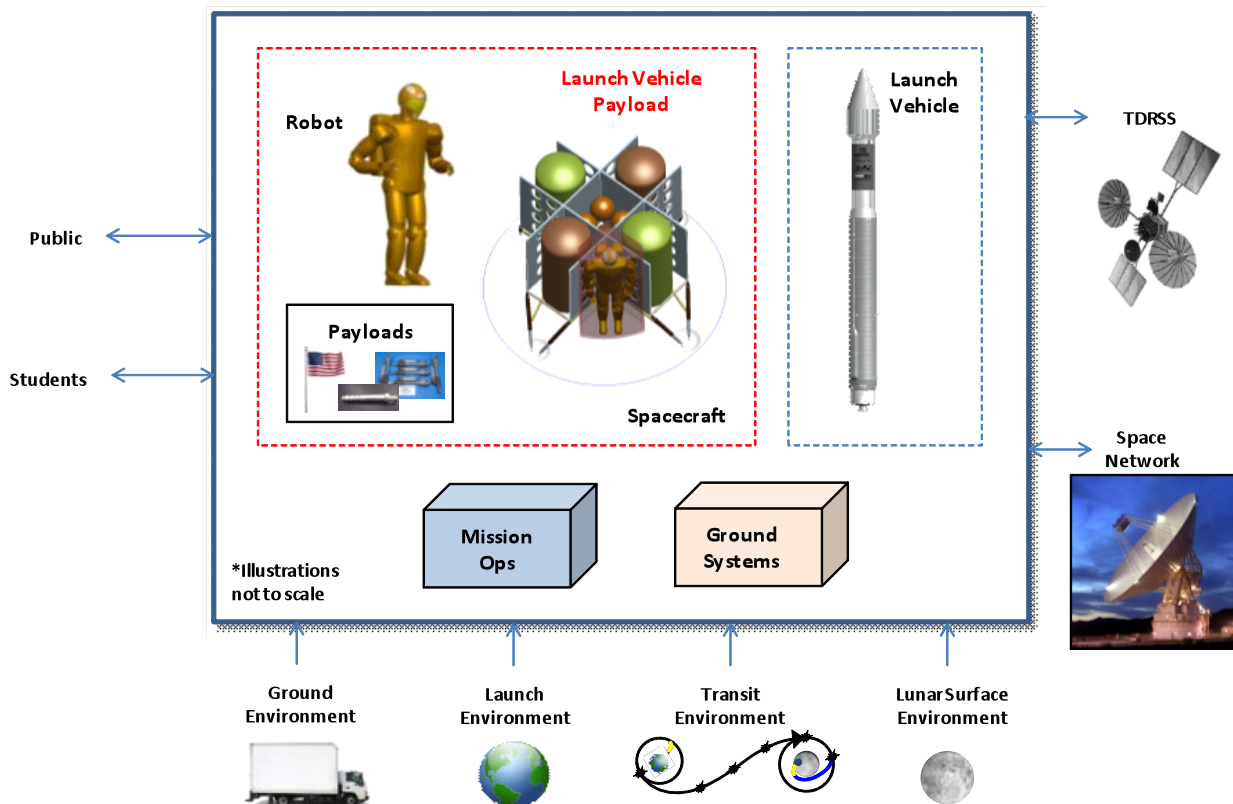 Launch Vehicle
Payload
Robot
Launch
Vehicle
TDRSS
Public
Payloads
Students
Spacecraft
Space
Network
Mission
Ops
Ground
Systems
*Illustrations
not to scale
Ground
Environment
Launch
Environment
Transit
Environment
Lunar Surface
Environment